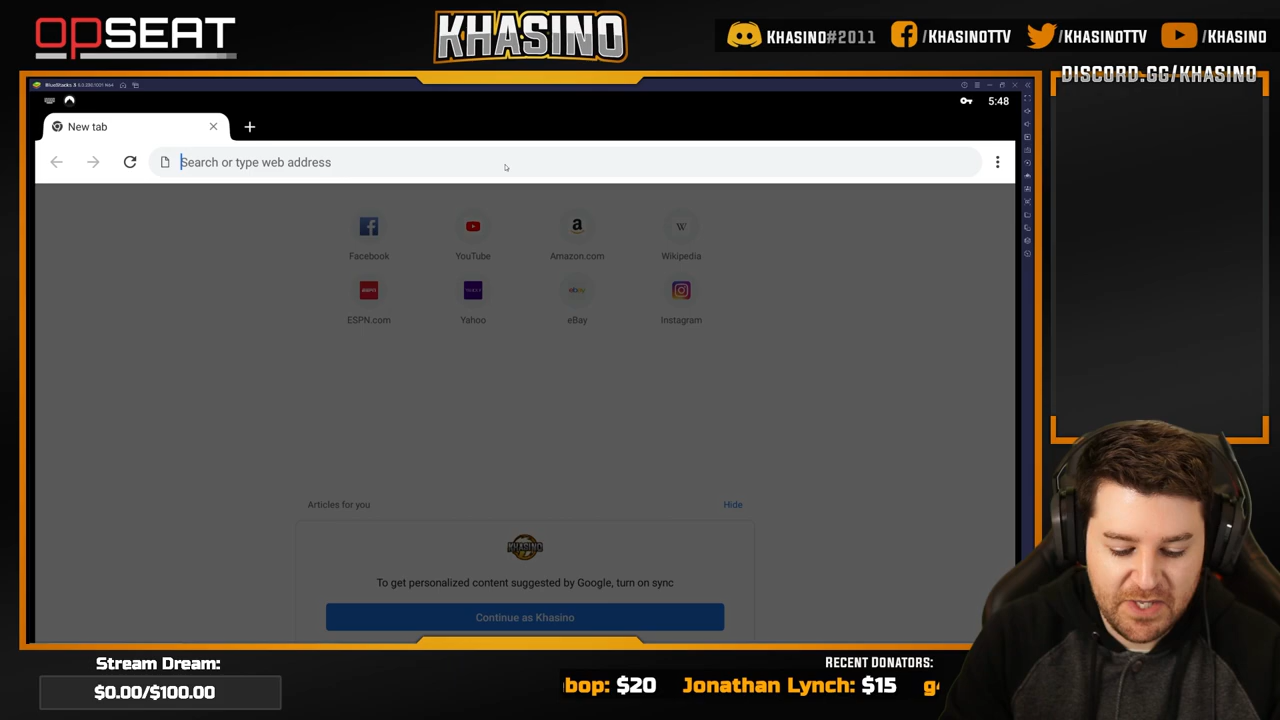 OPSEAT
KHASINO
KHASINO#2011
/KHASINOTTV
/KHASINOTTV
/KHASINO
DISCORD.GG/KHASINO
5:48
New tab
Search or type web address
Facebook
YouTube
Amazon.com
Wikipedia
ESPN.com
Yahoo
eBay
Instagram
Articles for you
Hide
KHASINO
To get personalized content suggested by Google, turn on sync
Continue as Khasino
Stream Dream:
$0.00/$100.00
RECENT DONATORS:
bop: $20 Jonathan Lynch: $15